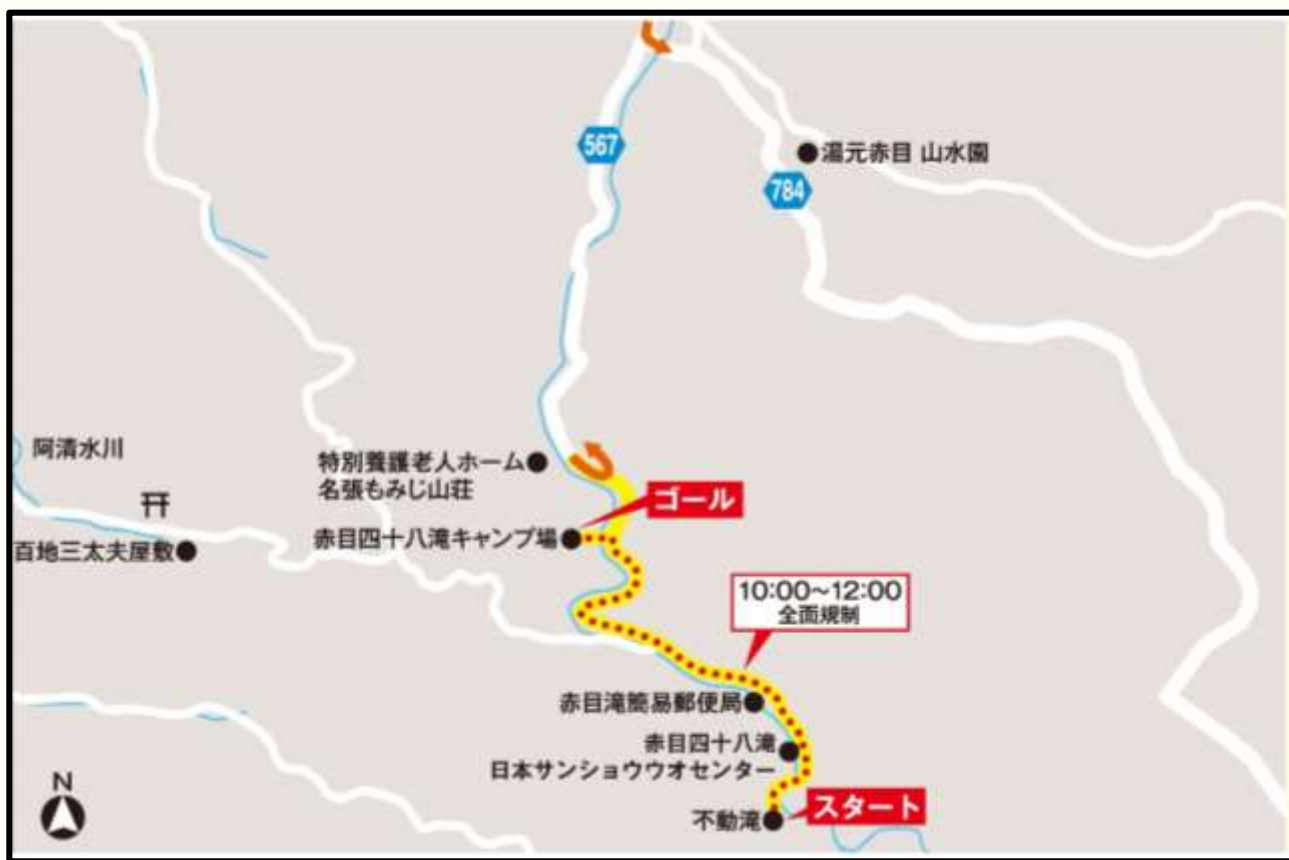 567
湯元赤目 山水園
784
阿清水川
特別養護老人ホーム
名張もみじ山荘
ゴール
赤目四十八滝キャンプ場
百地三太夫屋敷
10:00~12:00
全面規制
赤目滝簡易郵便局
赤目四十八滝
日本サンショウウオセンター
N
スタート
不動滝